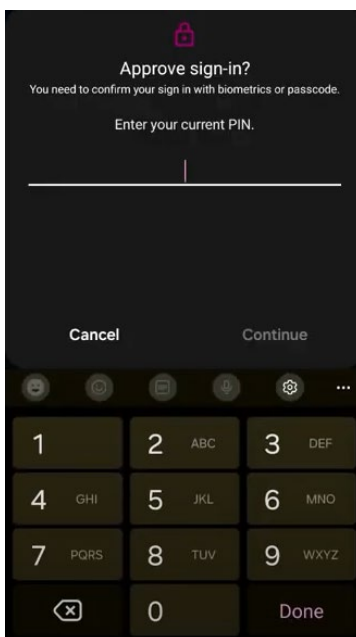 Approve sign-in?
You need to confirm your sign in with biometrics or passcode.
Enter your current PIN.
Cancel Continue
1 2 ABC 3 DEF
4 GHI 5 JKL 6 MNO
7 PQRS 8 TUV 9 WXYZ
0 Done